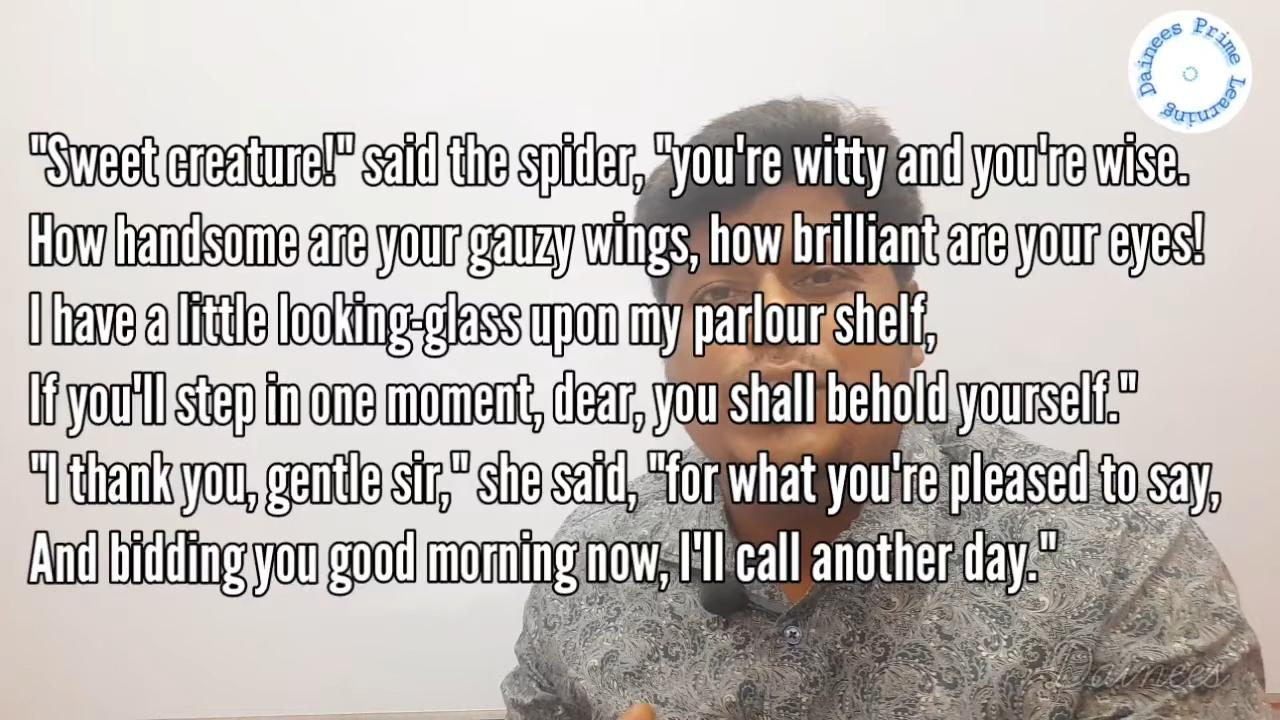 Dainees Prime Learning
"Sweet creature!" said the spider, "you're witty and you're wise.
How handsome are your gauzy wings, how brilliant are your eyes!
I have a little looking-glass upon my parlour shelf,
If you'll step in one moment, dear, you shall behold yourself."
"I thank you, gentle sir," she said, "for what you're pleased to say,
And bidding you good morning now, I'll call another day."
Dainees